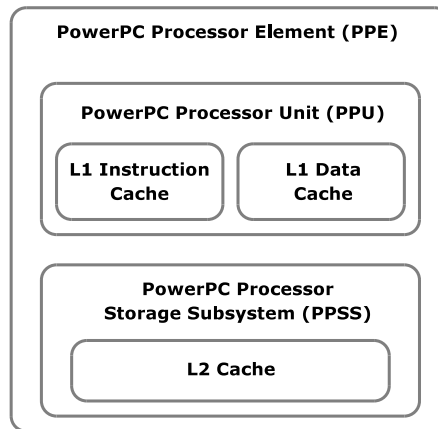 PowerPC Processor Element (PPE)
PowerPC Processor Unit (PPU)
L1 Instruction
Cache
L1 Data
Cache
PowerPC Processor
Storage Subsystem (PPSS)
L2 Cache